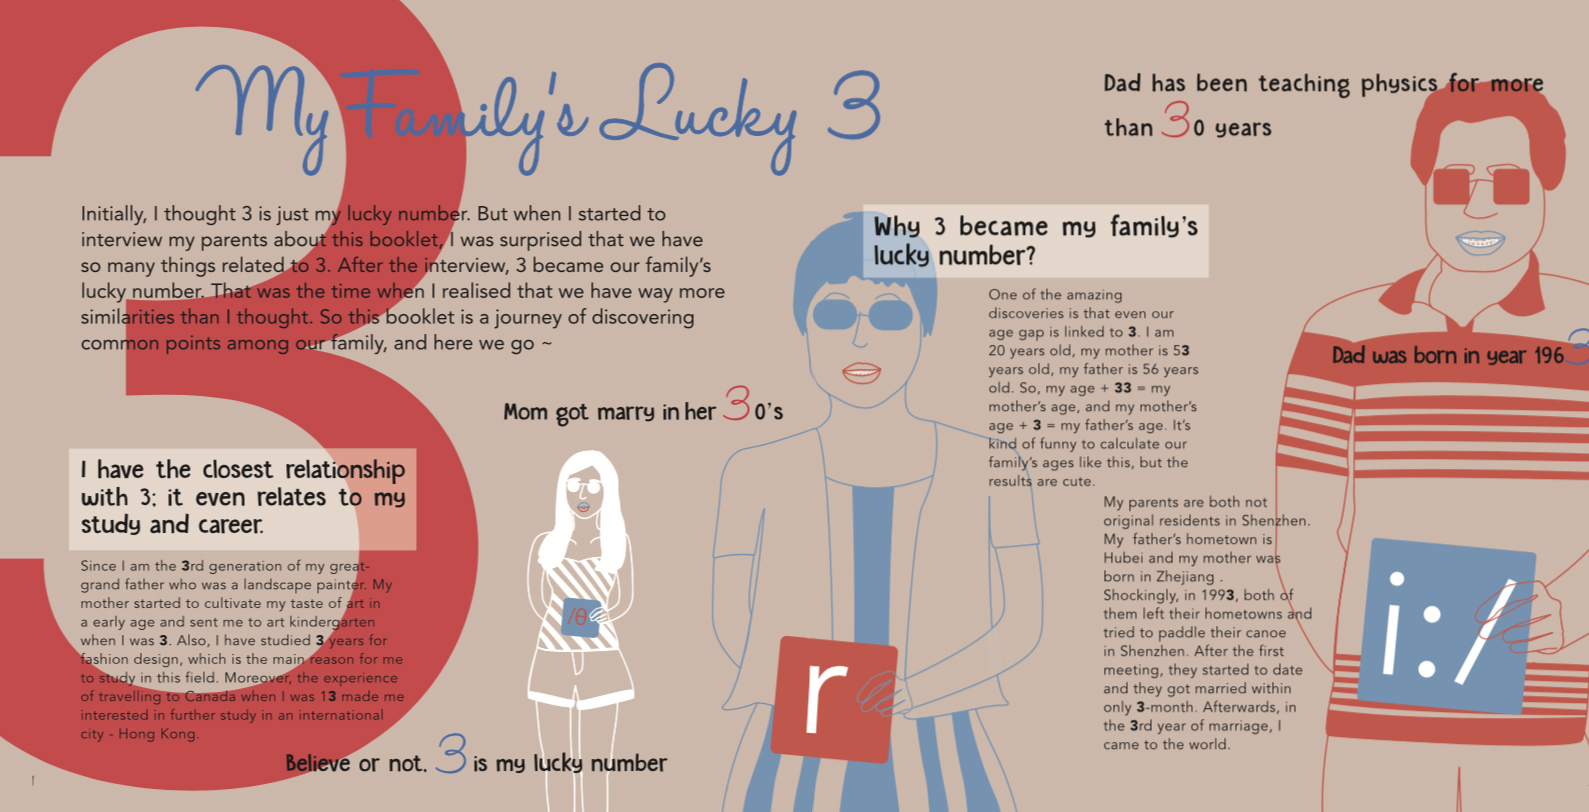 My Family's Lucky 3
Initially, I thought 3 is just my lucky number. But when I started to
interview my parents about this booklet, I was surprised that we have
so many things related to 3. After the interview, 3 became our family's
lucky number. That was the time when I realised that we have way more
similarities than I thought. So this booklet is a journey of discovering
common points among our family, and here we go ~
Mom got marry in her 30's
I have the closest relationship
with 3; it even relates to my
study and career.
Since I am the 3rd generation of my great-
grand father who was a landscape painter. My
mother started to cultivate my taste of art in
a early age and sent me to art kindergarten
when I was 3. Also, I have studied 3 years for
fashion design, which is the main reason for me
to study in this field. Moreover, the experience
of travelling to Canada when I was 13 made me
interested in further study in an international
city - Hong Kong.
Believe or not, 3 is my lucky number
1
/θ
r
Why 3 became my family's
lucky number?
One of the amazing
discoveries is that even our
age gap is linked to 3. I am
20 years old, my mother is 53
years old, my father is 56 years
old. So, my age + 33 = my
mother's age, and my mother's
age + 3 = my father's age. It's
kind of funny to calculate our
family's ages like this, but the
results are cute.
My parents are both not
original residents in Shenzhen.
My father's hometown is
Hubei and my mother was
born in Zhejiang .
Shockingly, in 1993, both of
them left their hometowns and
tried to paddle their canoe
in Shenzhen. After the first
meeting, they started to date
and they got married within
only 3-month. Afterwards, in
the 3rd year of marriage, I
came to the world.
Dad has been teaching physics for more
than 30 years
Dad was born in year 1963
i:/